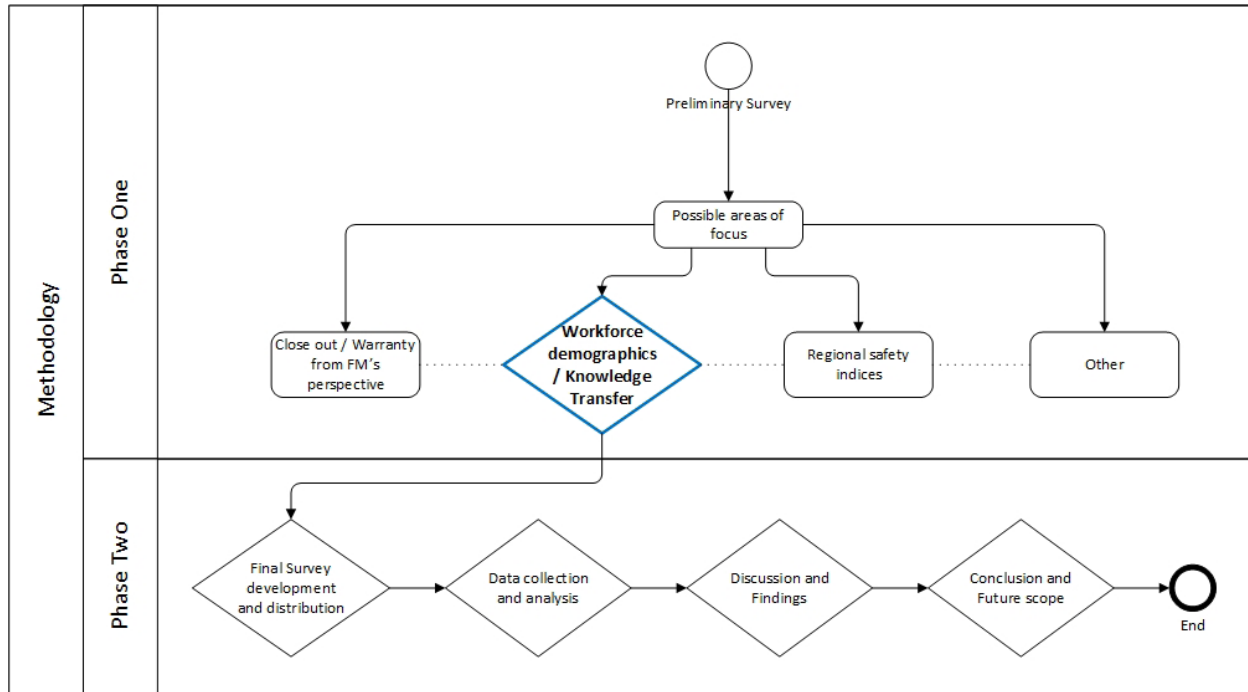 Methodology
Phase One
Preliminary Survey
Possible areas of
focus
Close out / Warranty
from FM's
perspective
Workforce
demographics
/ Knowledge
Transfer
Regional safety
indices
Other
Phase Two
Final Survey
development
and distribution
Data collection
and analysis
Discussion and
Findings
Conclusion and
Future scope
End